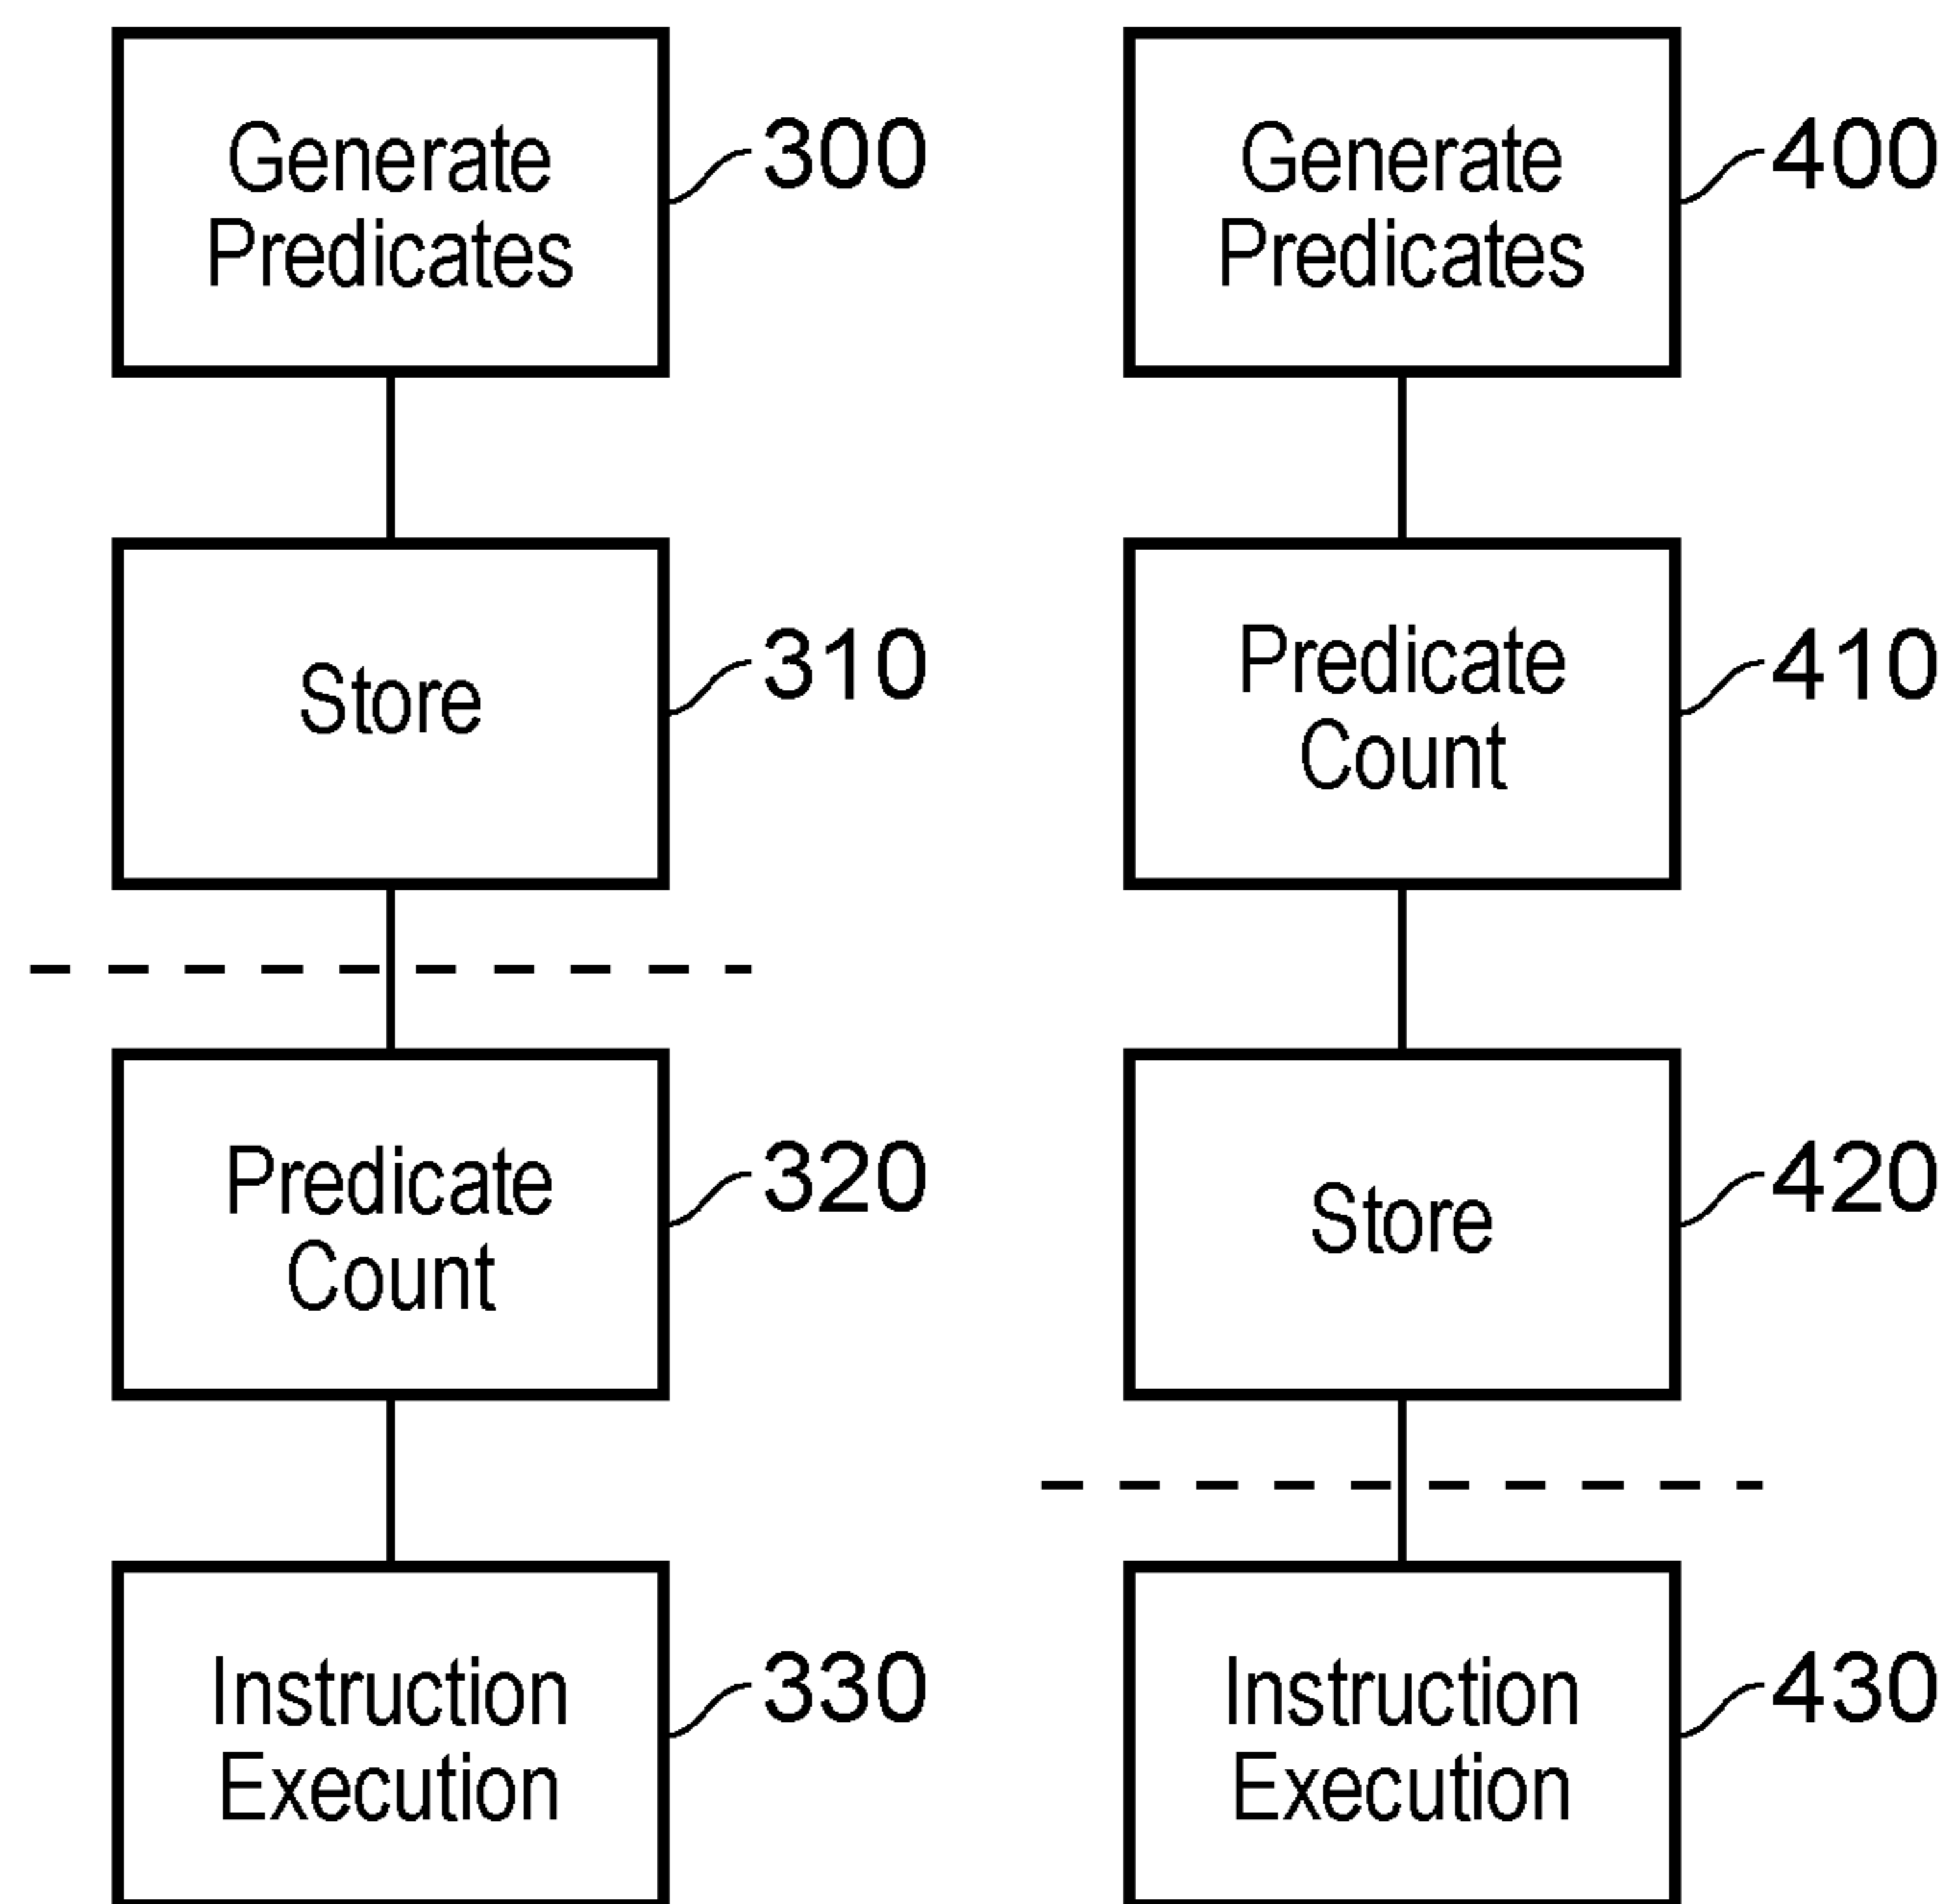 Generate
Predicates
300
Store
310
Predicate
Count
320
Instruction
Execution
330
Generate
Predicates
400
Predicate
Count
410
Store
420
Instruction
Execution
430